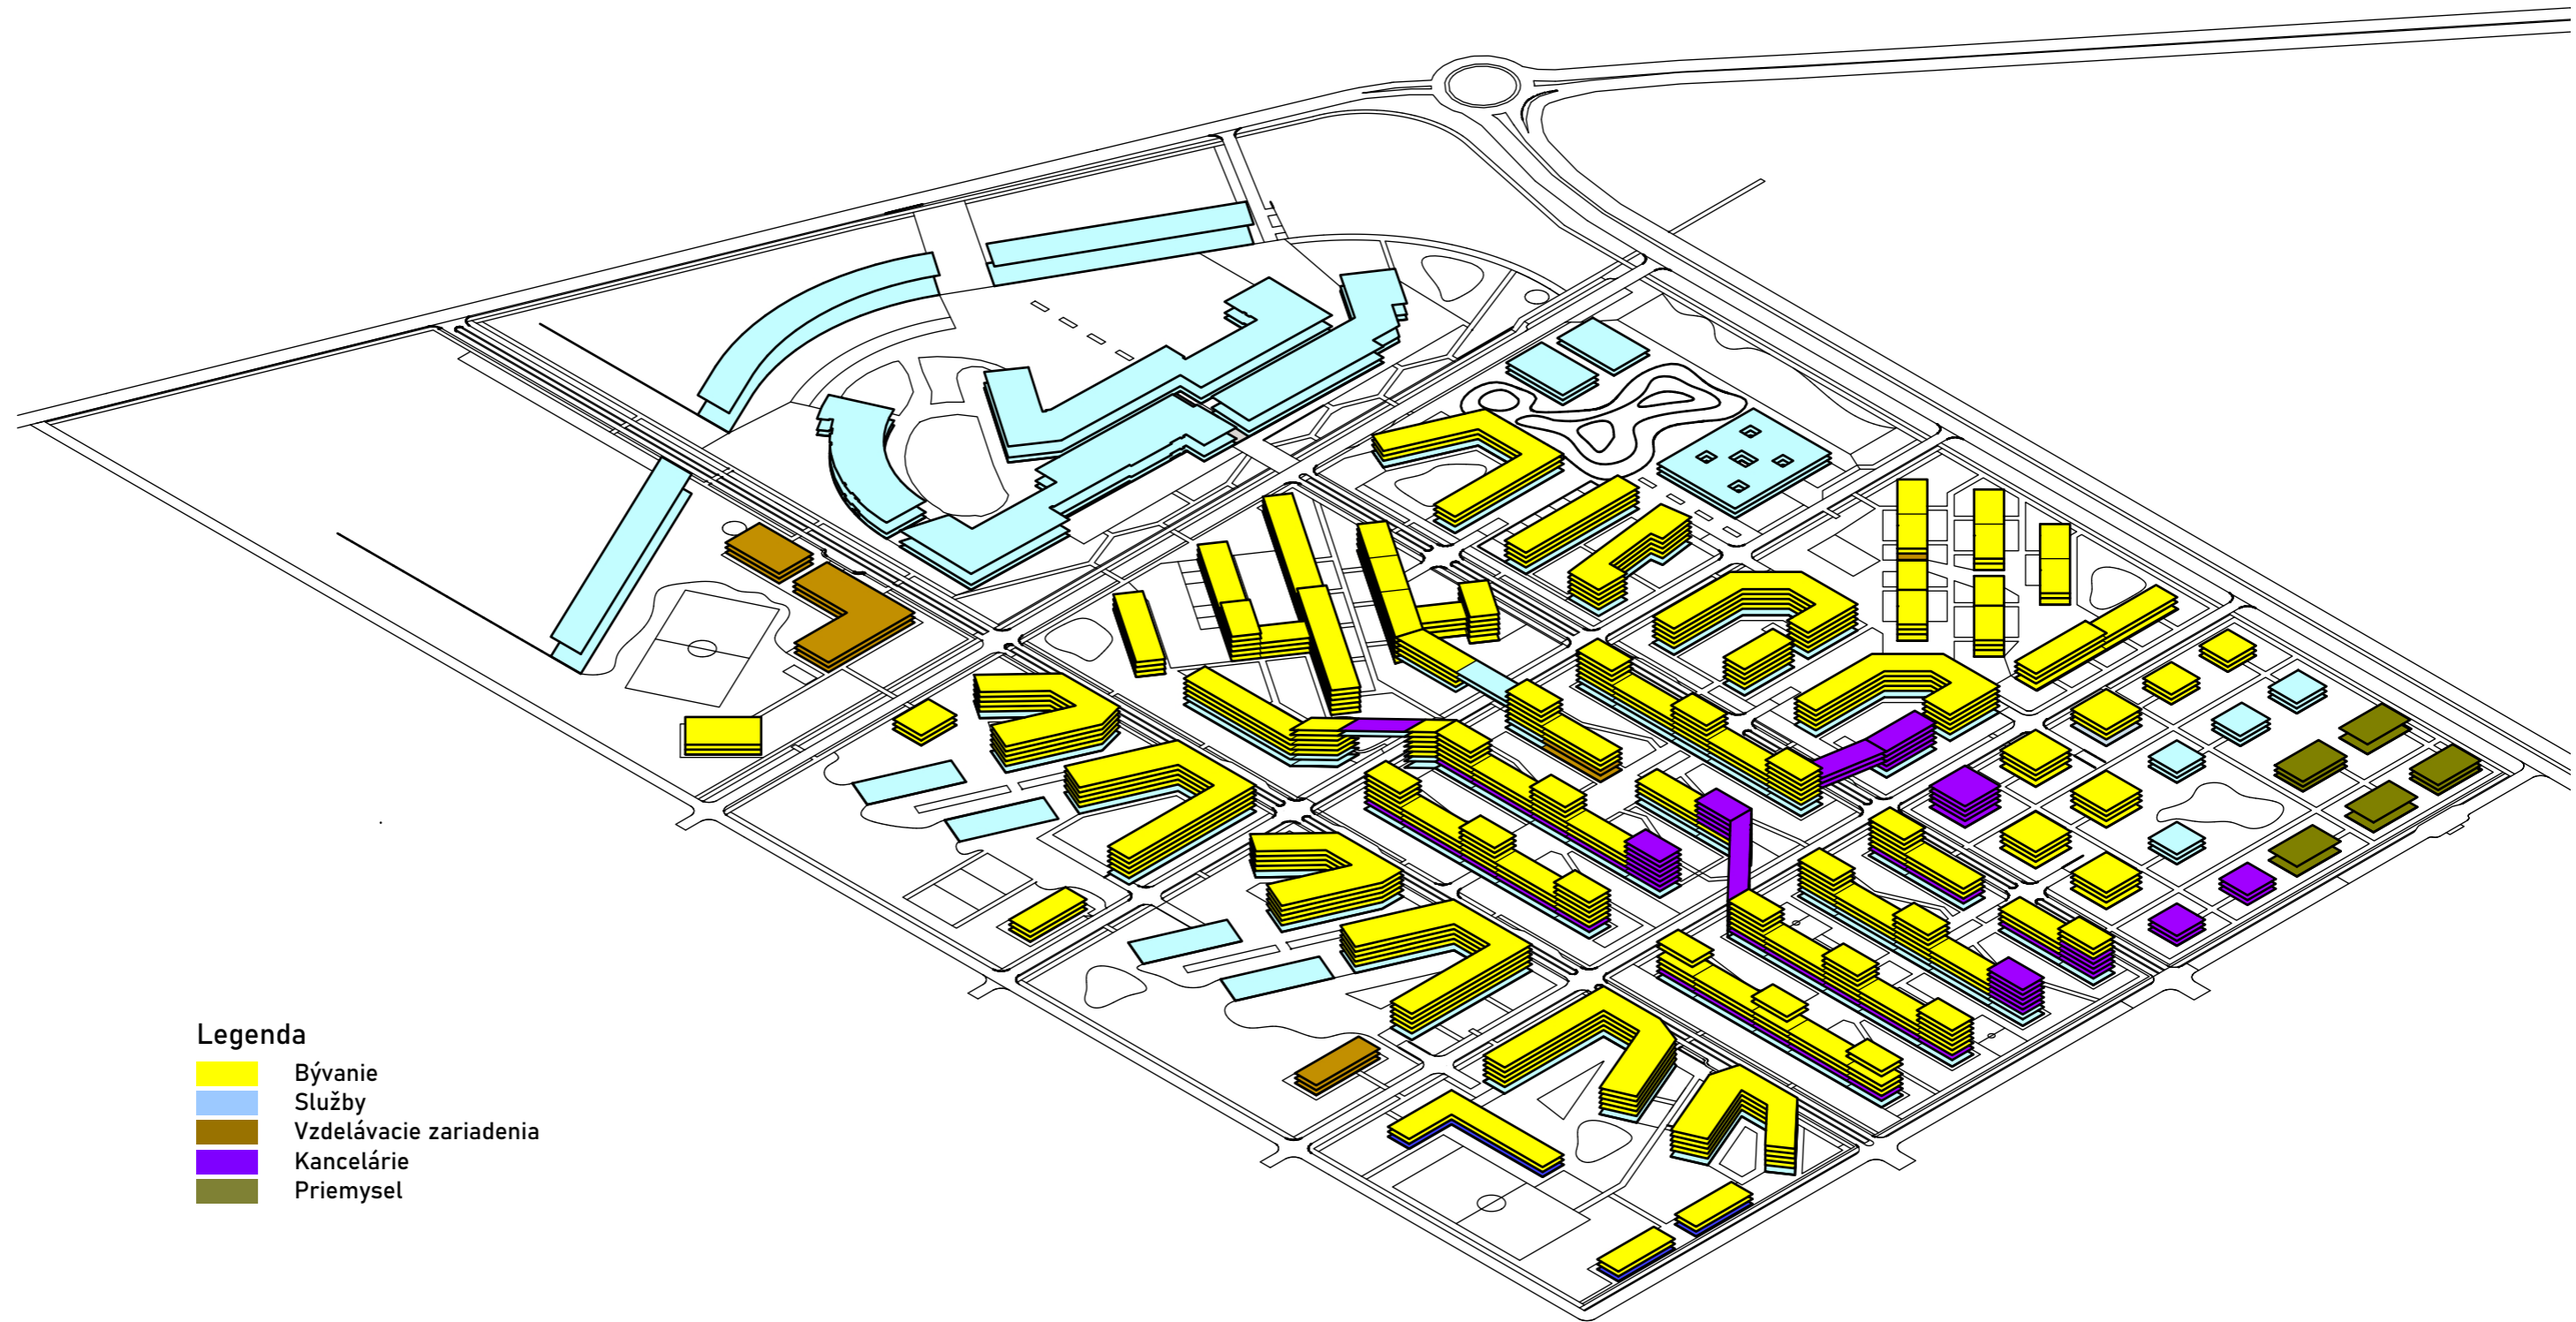 Legenda
Bývanie
Služby
Vzdelávacie zariadenia
Kancelárie
Priemysel